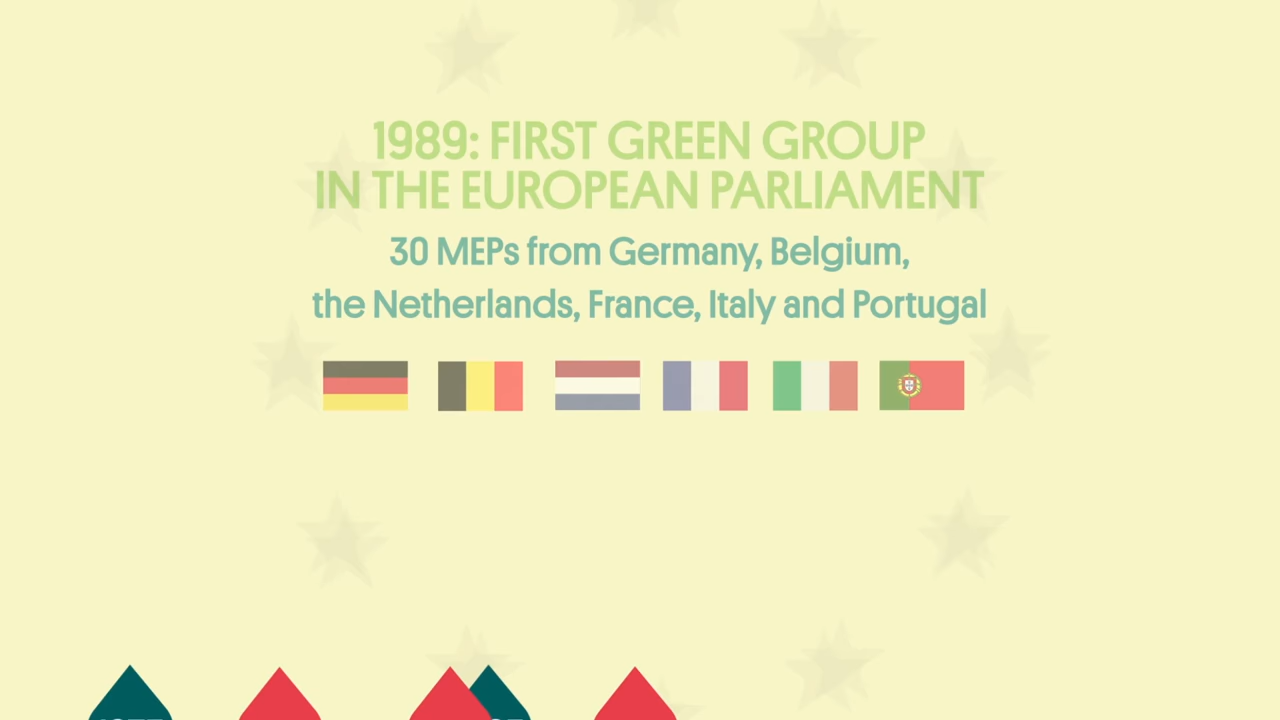 1989: FIRST GREEN GROUP
IN THE EUROPEAN PARLIAMENT
30 MEPs from Germany, Belgium,
the Netherlands, France, Italy and Portugal